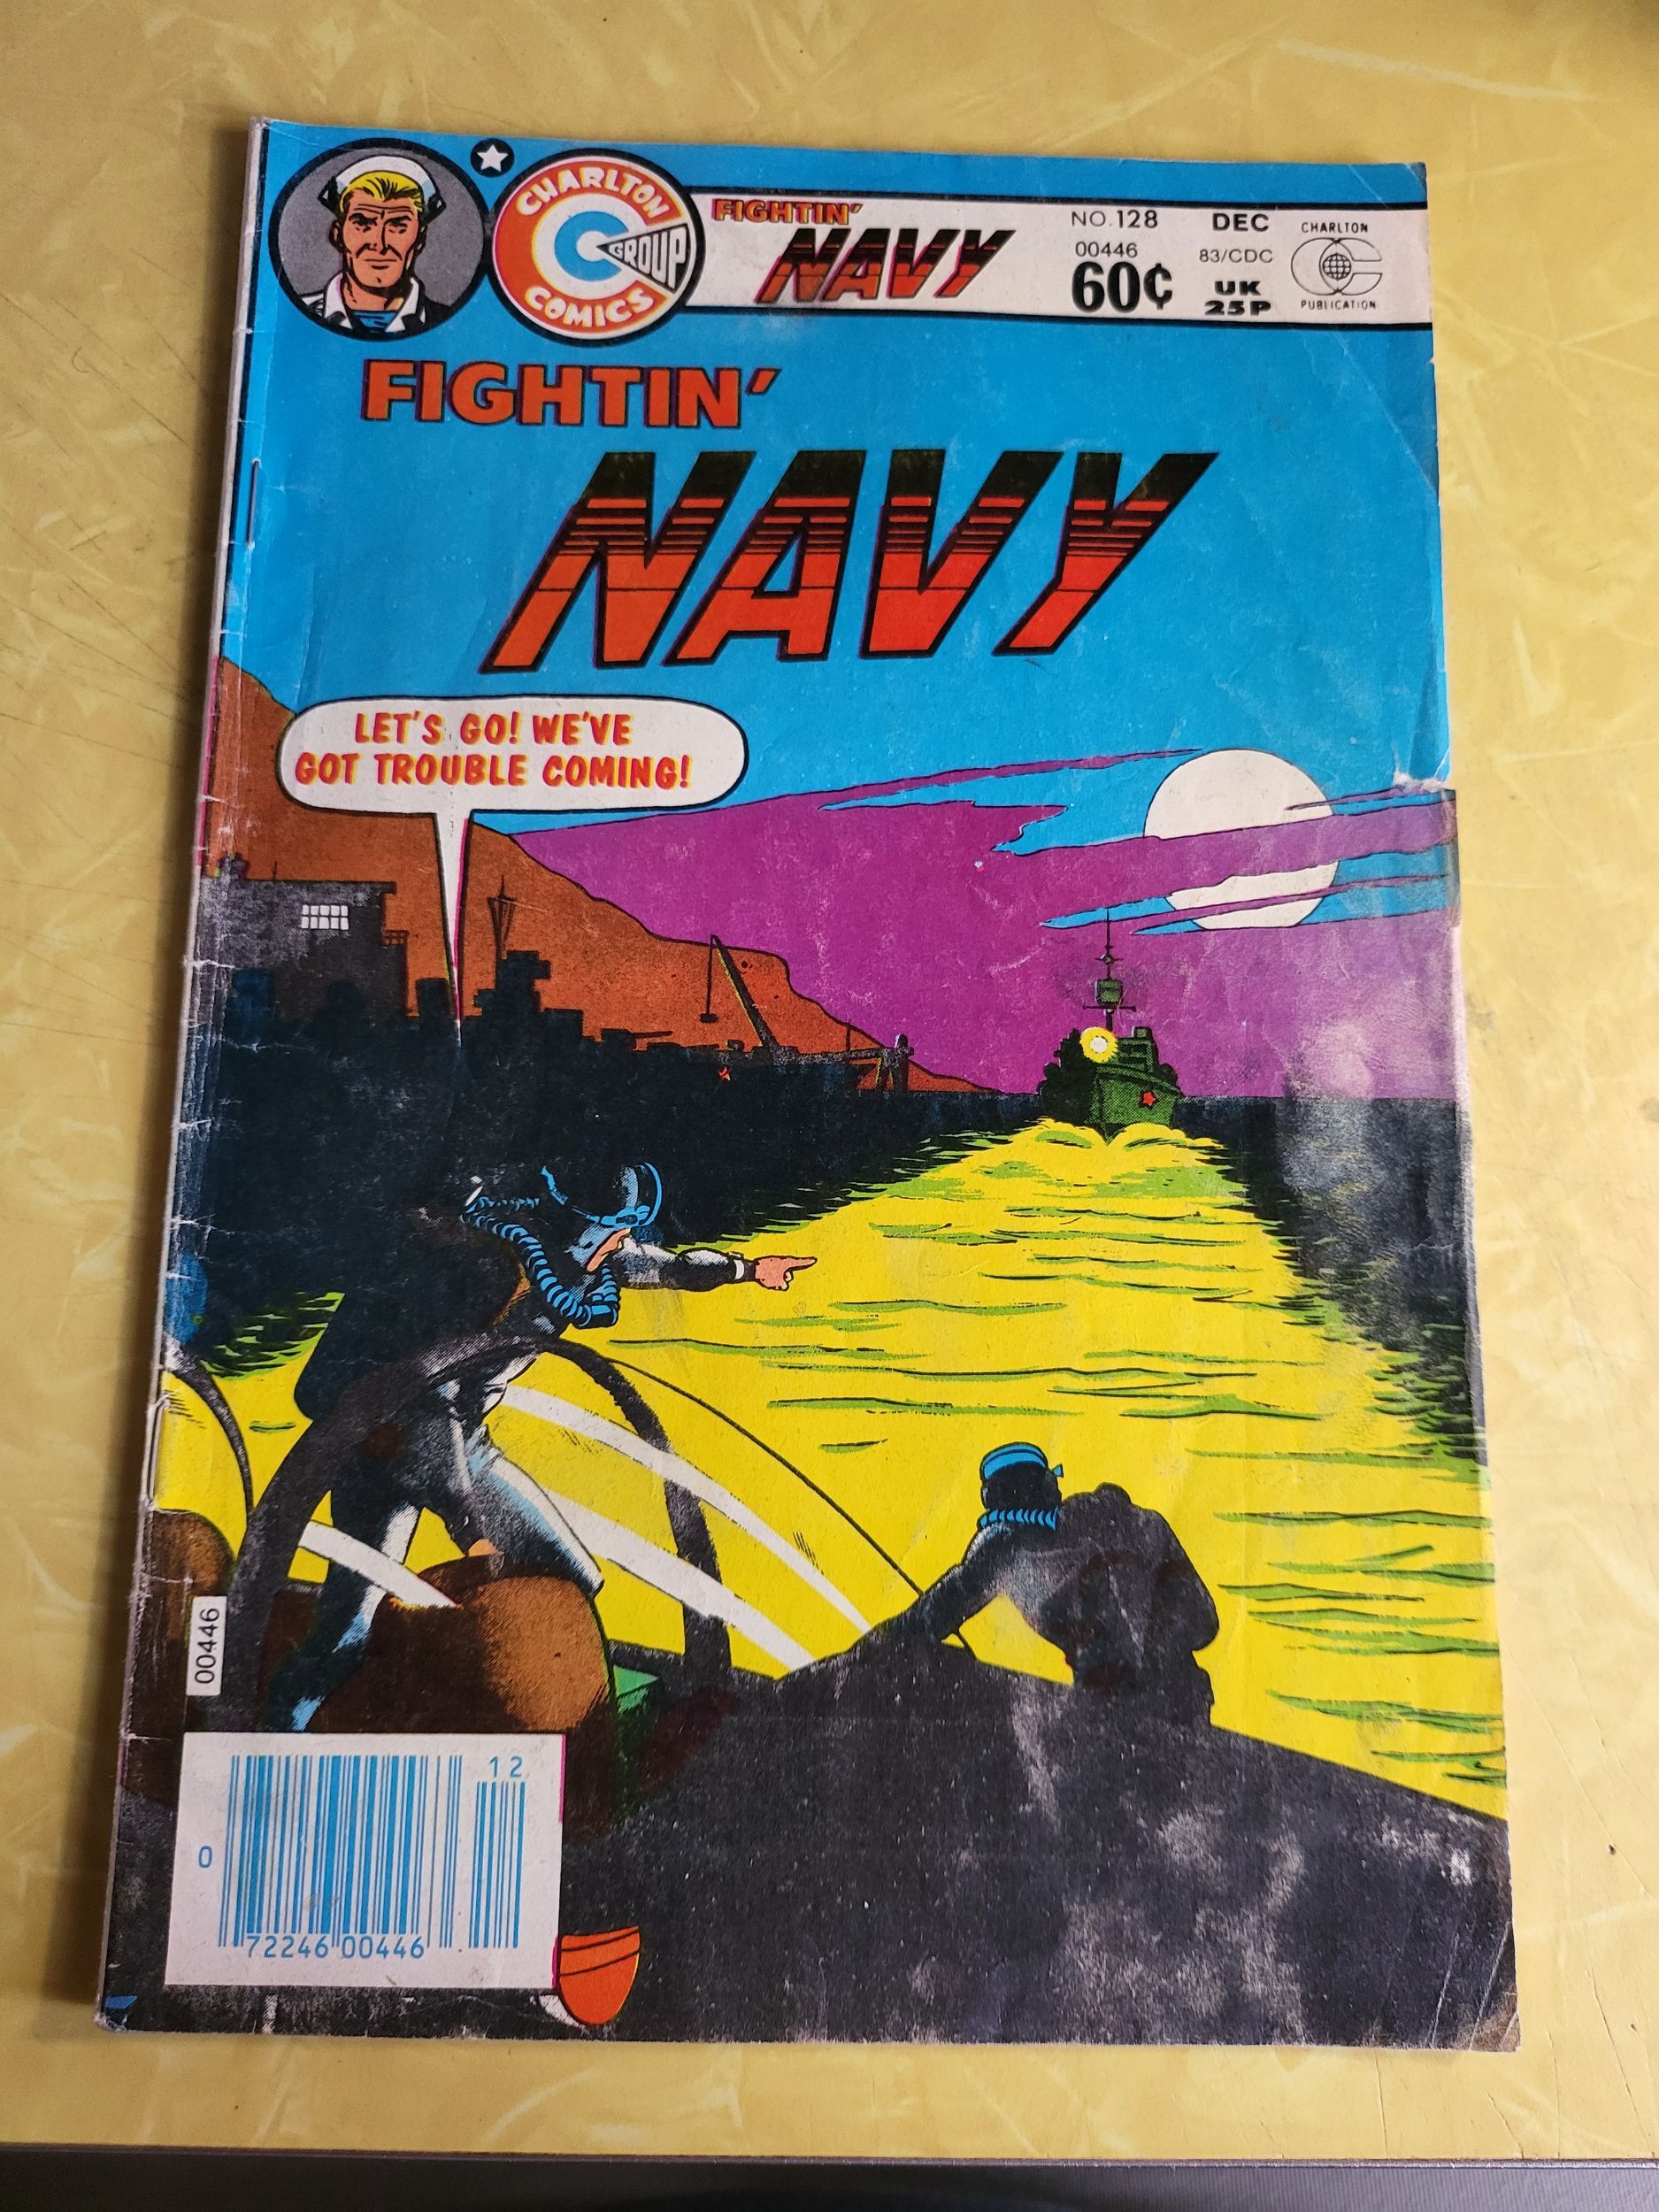 CHARLTON
GROUP
COMICS
FIGHTIN'
NAVY
NO.128
00446
60¢
DEC
83/CDC
UK
25P
CHARLTON
PUBLICATION
FIGHTIN'
NAVY
LET'S GO! WE'VE
GOT TROUBLE COMING!
00446
12
0
72246 00446